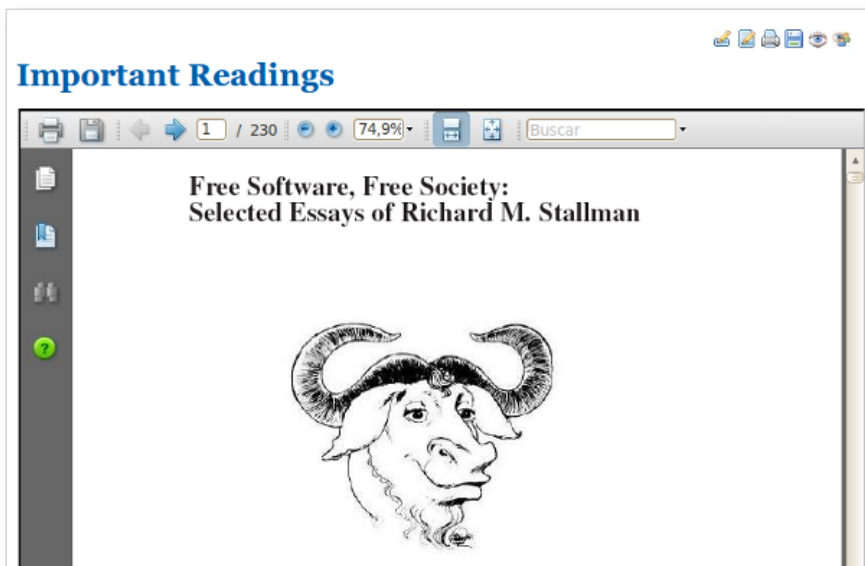 Important Readings
1 / 230 74,9% Buscar
Free Software, Free Society:
Selected Essays of Richard M. Stallman
?